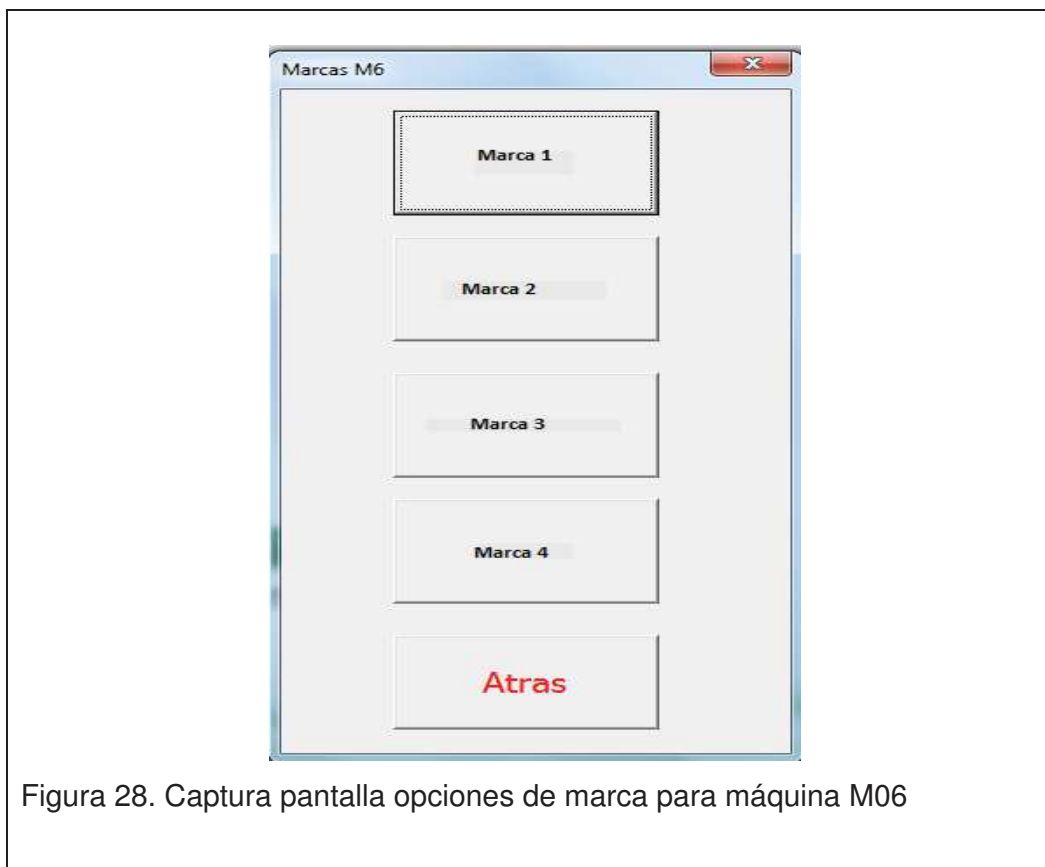 Marcas M6
Marca 1
Marca 2
Marca 3
Marca 4
Atras
Figura 28. Captura pantalla opciones de marca para máquina M06